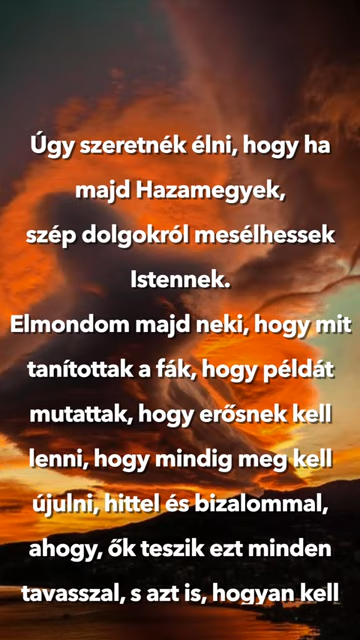 Úgy szeretnék élni, hogy ha
majd Hazamegyek,
szép dolgokról mesélhessek
Istennek.
Elmondom majd neki, hogy mit
tanítottak a fák, hogy példát
mutattak, hogy erősnek kell
lenni, hogy mindig meg kell
újulni, hittel és bizalommal,
ahogy, ők teszik ezt minden
tavasszal, s azt is, hogyan kell